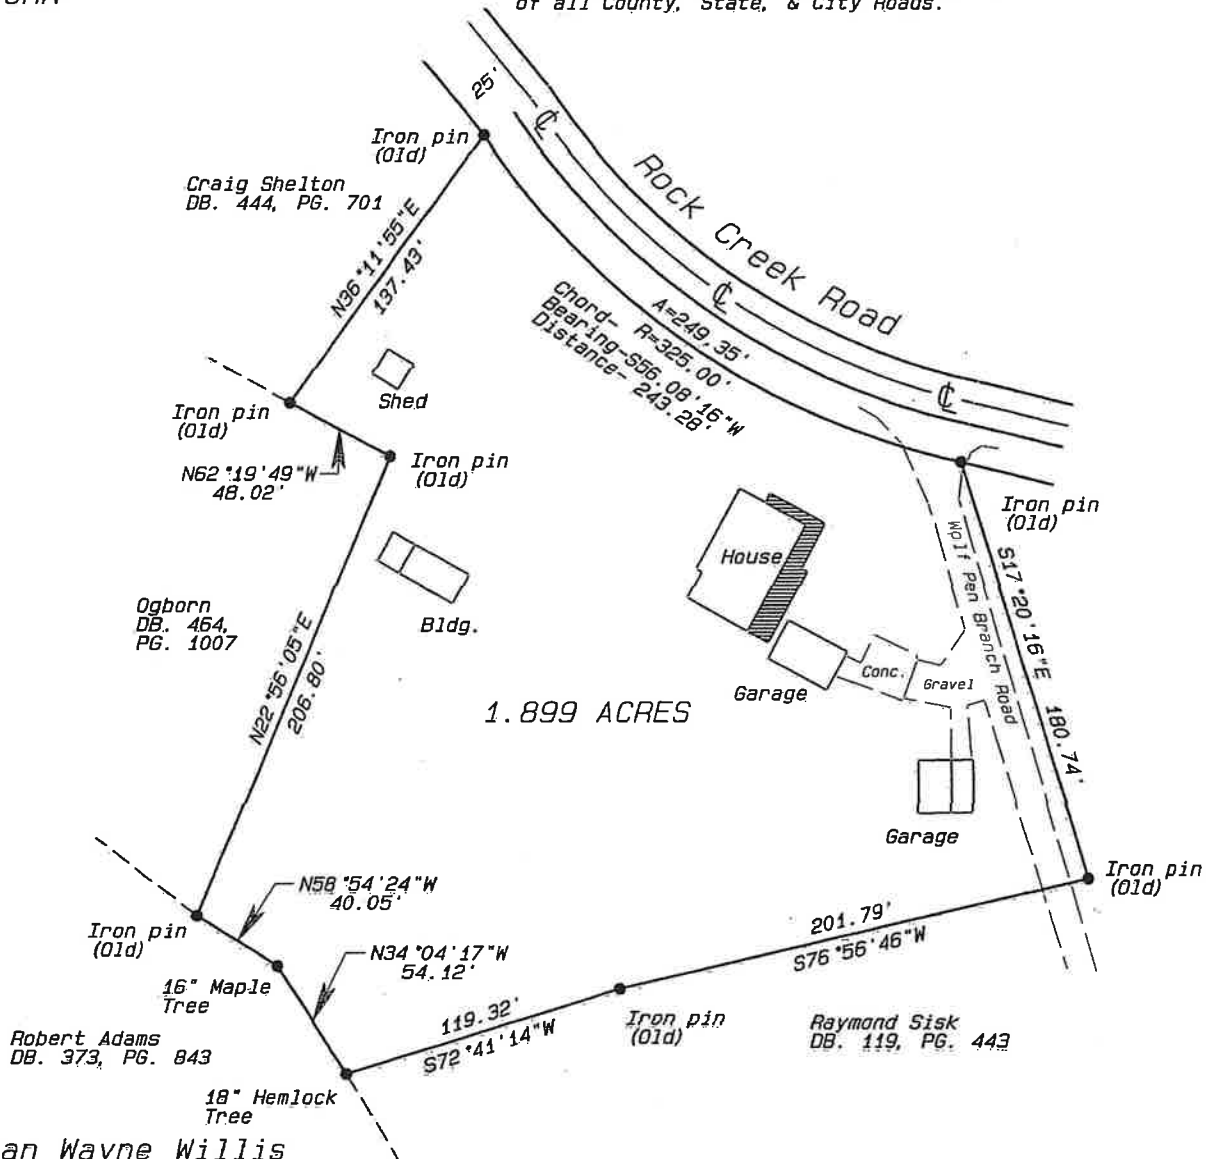 of all County, State, & City Roads.
25'
℄
Iron pin
(Old)
Craig Shelton
DB. 444, PG. 701
Rock Creek Road
N36°11'55"E
137.43'
℄
A=249.35'
Chord- R=325.00'
Bearing-S56.08'16"W
Distance- 243.28'
℄
Shed
Iron pin
(Old)
N62°19'49"W
48.02'
Iron pin
(Old)
Iron pin
(Old)
House
Wolf Pen Branch Road
S17°20'16"E 180.74'
Ogborn
DB. 464,
PG. 1007
Bldg.
N22°56'05"E
206.80'
Garage
Conc.
Gravel
1.899 ACRES
Garage
N58°54'24"W
40.05'
Iron pin
(Old)
Iron pin
(Old)
201.79'
S76°56'46"W
N34°04'17"W
54.12'
16" Maple
Tree
119.32'
S72°41'14"W
Iron pin
(Old)
Raymond Sisk
DB. 119, PG. 443
Robert Adams
DB. 373, PG. 843
18" Hemlock
Tree
an Wayne Willis